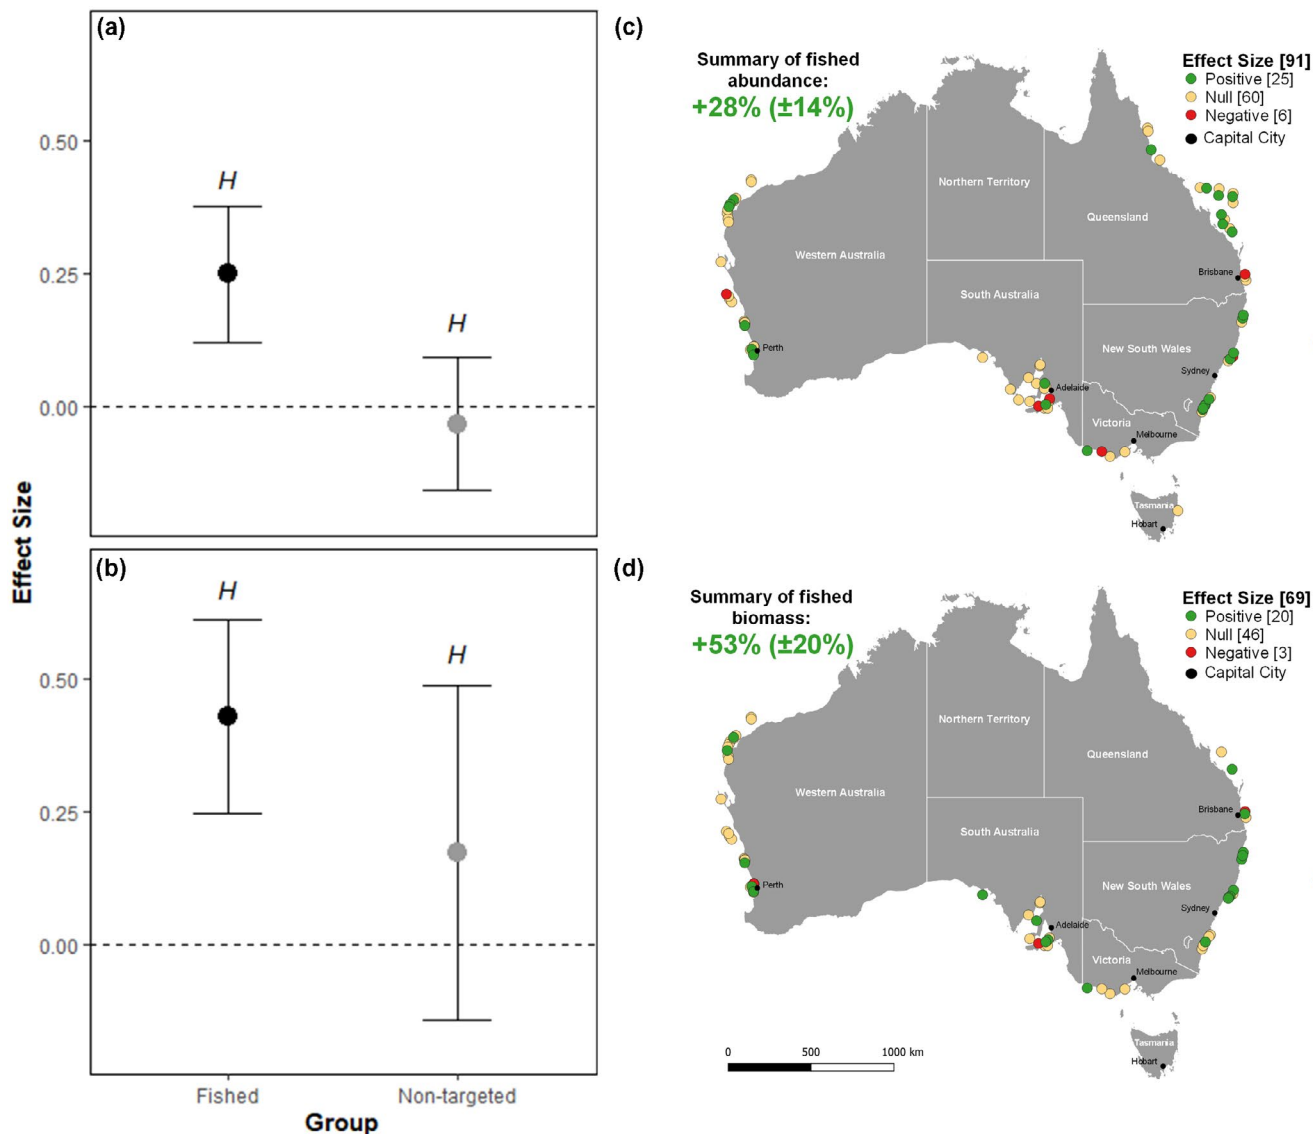 (a)
0.50
0.25
0.00
H
H
(b)
0.50
0.25
0.00
H
H
Effect Size
Fished
Non-targeted
Group
(c)
Summary of fished
abundance:
+28% (±14%)
Effect Size [91]
Positive [25]
Null [60]
Negative [6]
Capital City
Northern Territory
Queensland
Western Australia
South Australia
Brisbane
New South Wales
Perth
Sydney
Adelaide
Victoria
Melbourne
Tasmania
Hobart
(d)
Summary of fished
biomass:
+53% (±20%)
Effect Size [69]
Positive [20]
Null [46]
Negative [3]
Capital City
Northern Territory
Queensland
Western Australia
Brisbane
South Australia
New South Wales
Perth
Sydney
Adelaide
Victoria
Melbourne
Tasmania
Hobart
0 500 1000 km